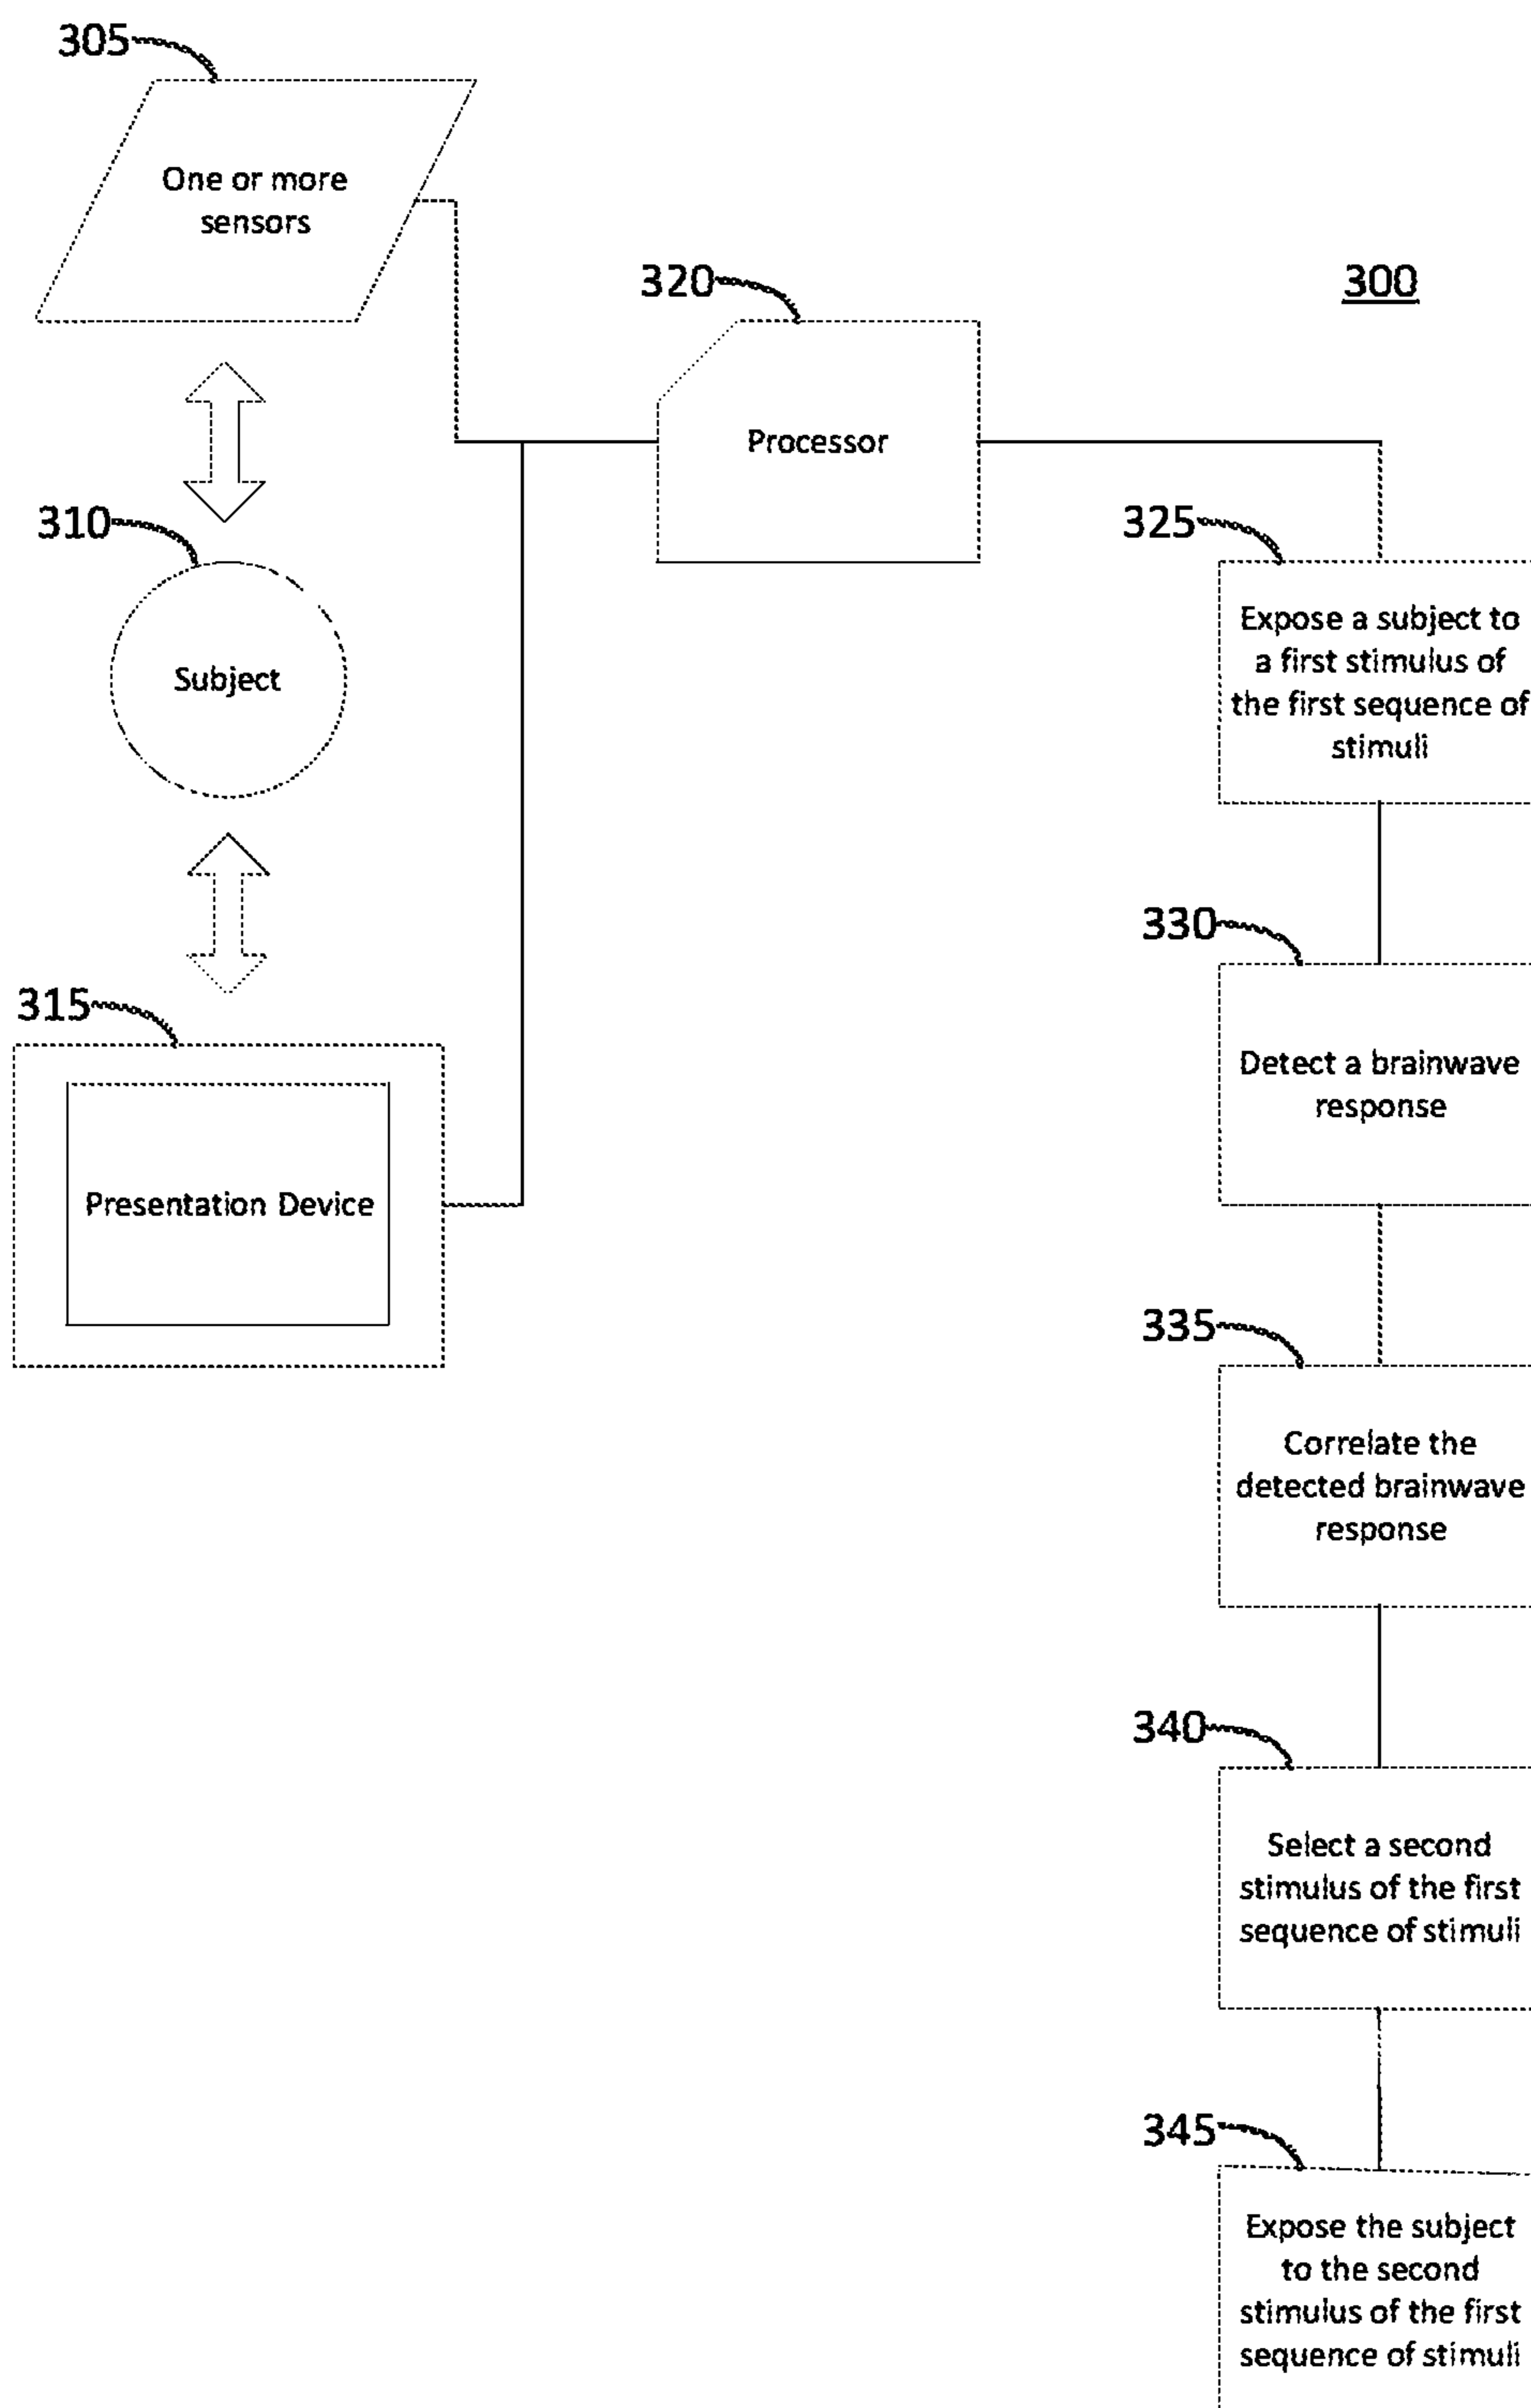 305
One or more
sensors
320
300
Processor
310
Subject
325
Expose a subject to
a first stimulus of
the first sequence of
stimuli
330
Detect a brainwave
response
315
Presentation Device
335
Correlate the
detected brainwave
response
340
Select a second
stimulus of the first
sequence of stimuli
345
Expose the subject
to the second
stimulus of the first
sequence of stimuli